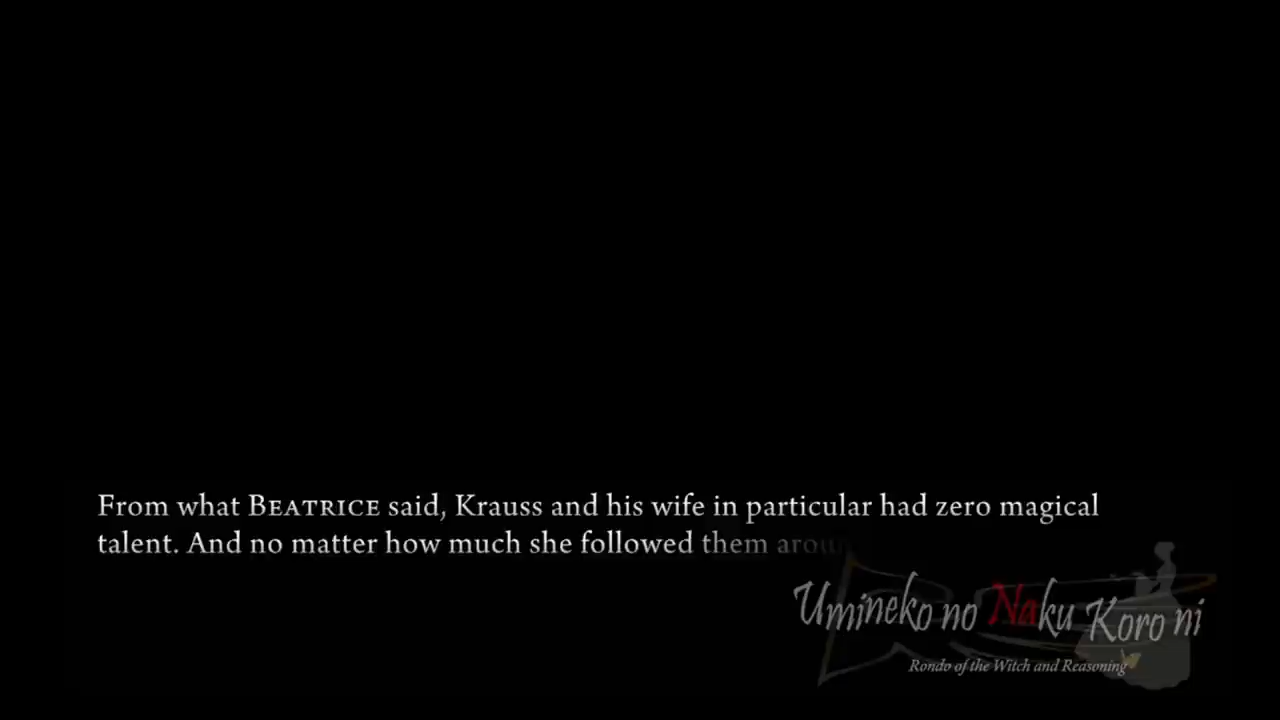 From what BEATRICE said, Krauss and his wife in particular had zero magical
talent. And no matter how much she followed them
Umineko no Naku Koro ni
Rondo of the Witch and Reasoning